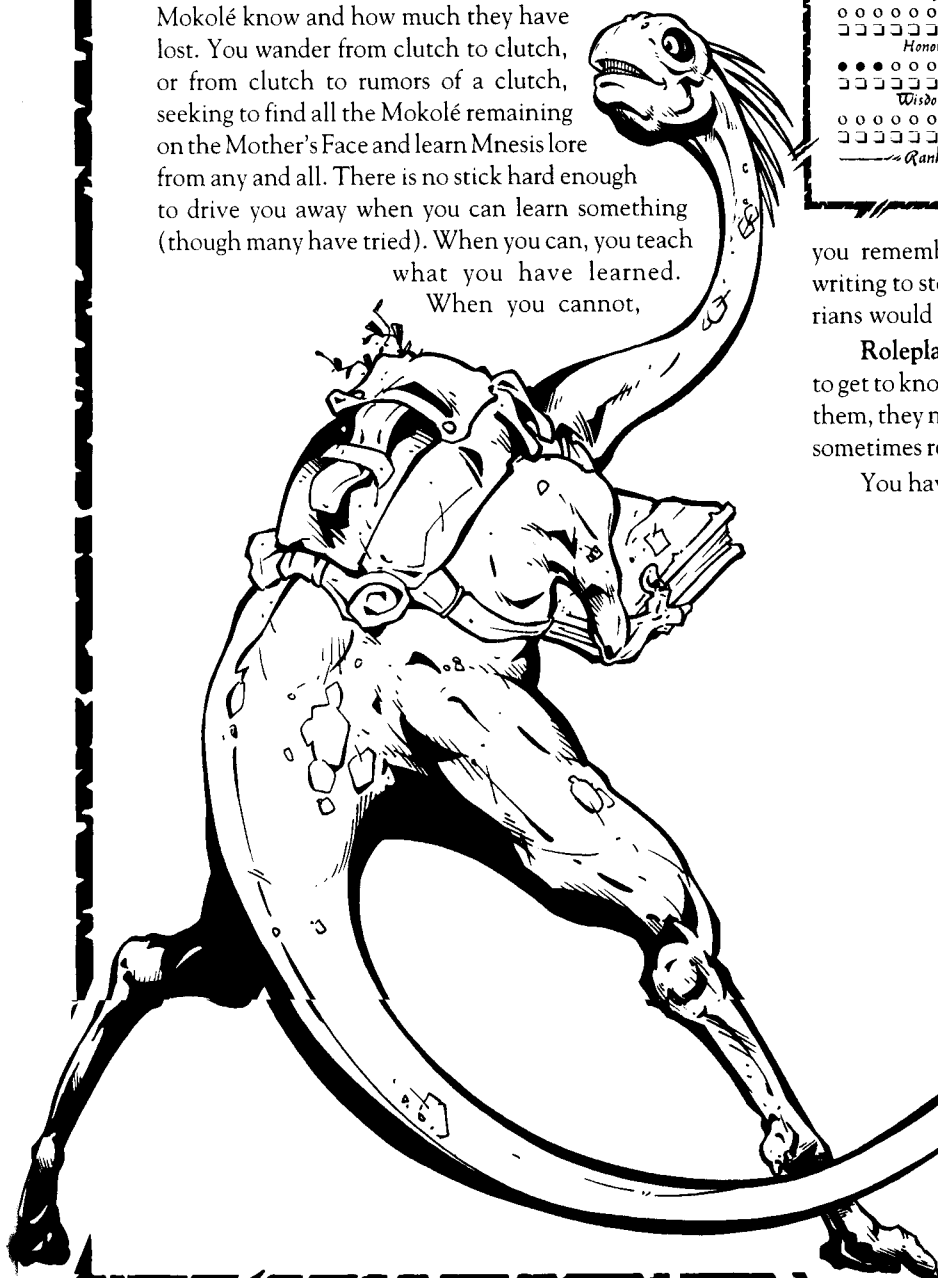 Mokolé know and how much they have
lost. You wander from clutch to clutch,
or from clutch to rumors of a clutch,
seeking to find all the Mokolé remaining
on the Mother's Face and learn Mnesis lore
from any and all. There is no stick hard enough
to drive you away when you can learn something
(though many have tried). When you can, you teach
what you have learned.
When you cannot,
Hono
Wisdo
Rank
you rememb
writing to st
rians would
Rolepla
to get to kno
them, they n
sometimes re
You hav